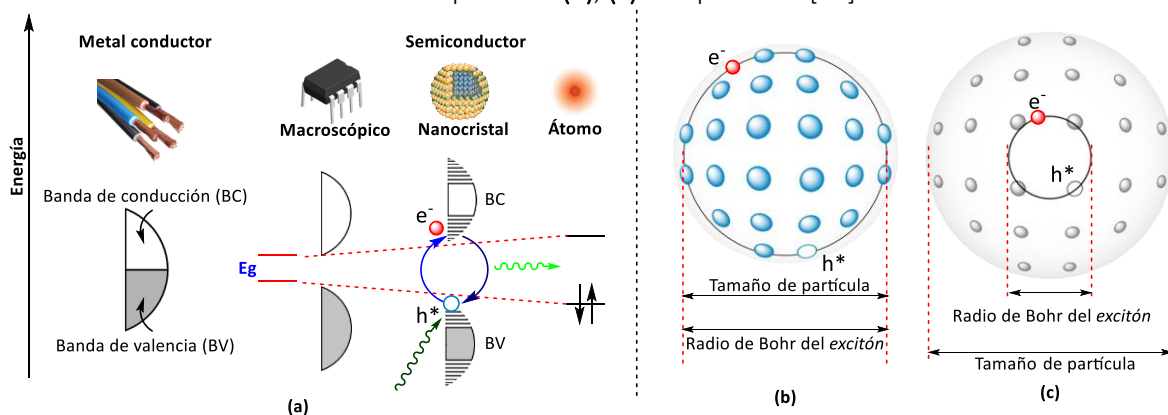 (b), (c)
Metal conductor
Semiconductor
Macroscópico
Nanocristal
Átomo
Energía
Banda de conducción (BC)
Banda de valencia (BV)
Eg
e-
BC
h*
BV
(a)
e-
h*
Tamaño de partícula
Radio de Bohr del excitón
(b)
e-
h*
Radio de Bohr del excitón
Tamaño de partícula
(c)